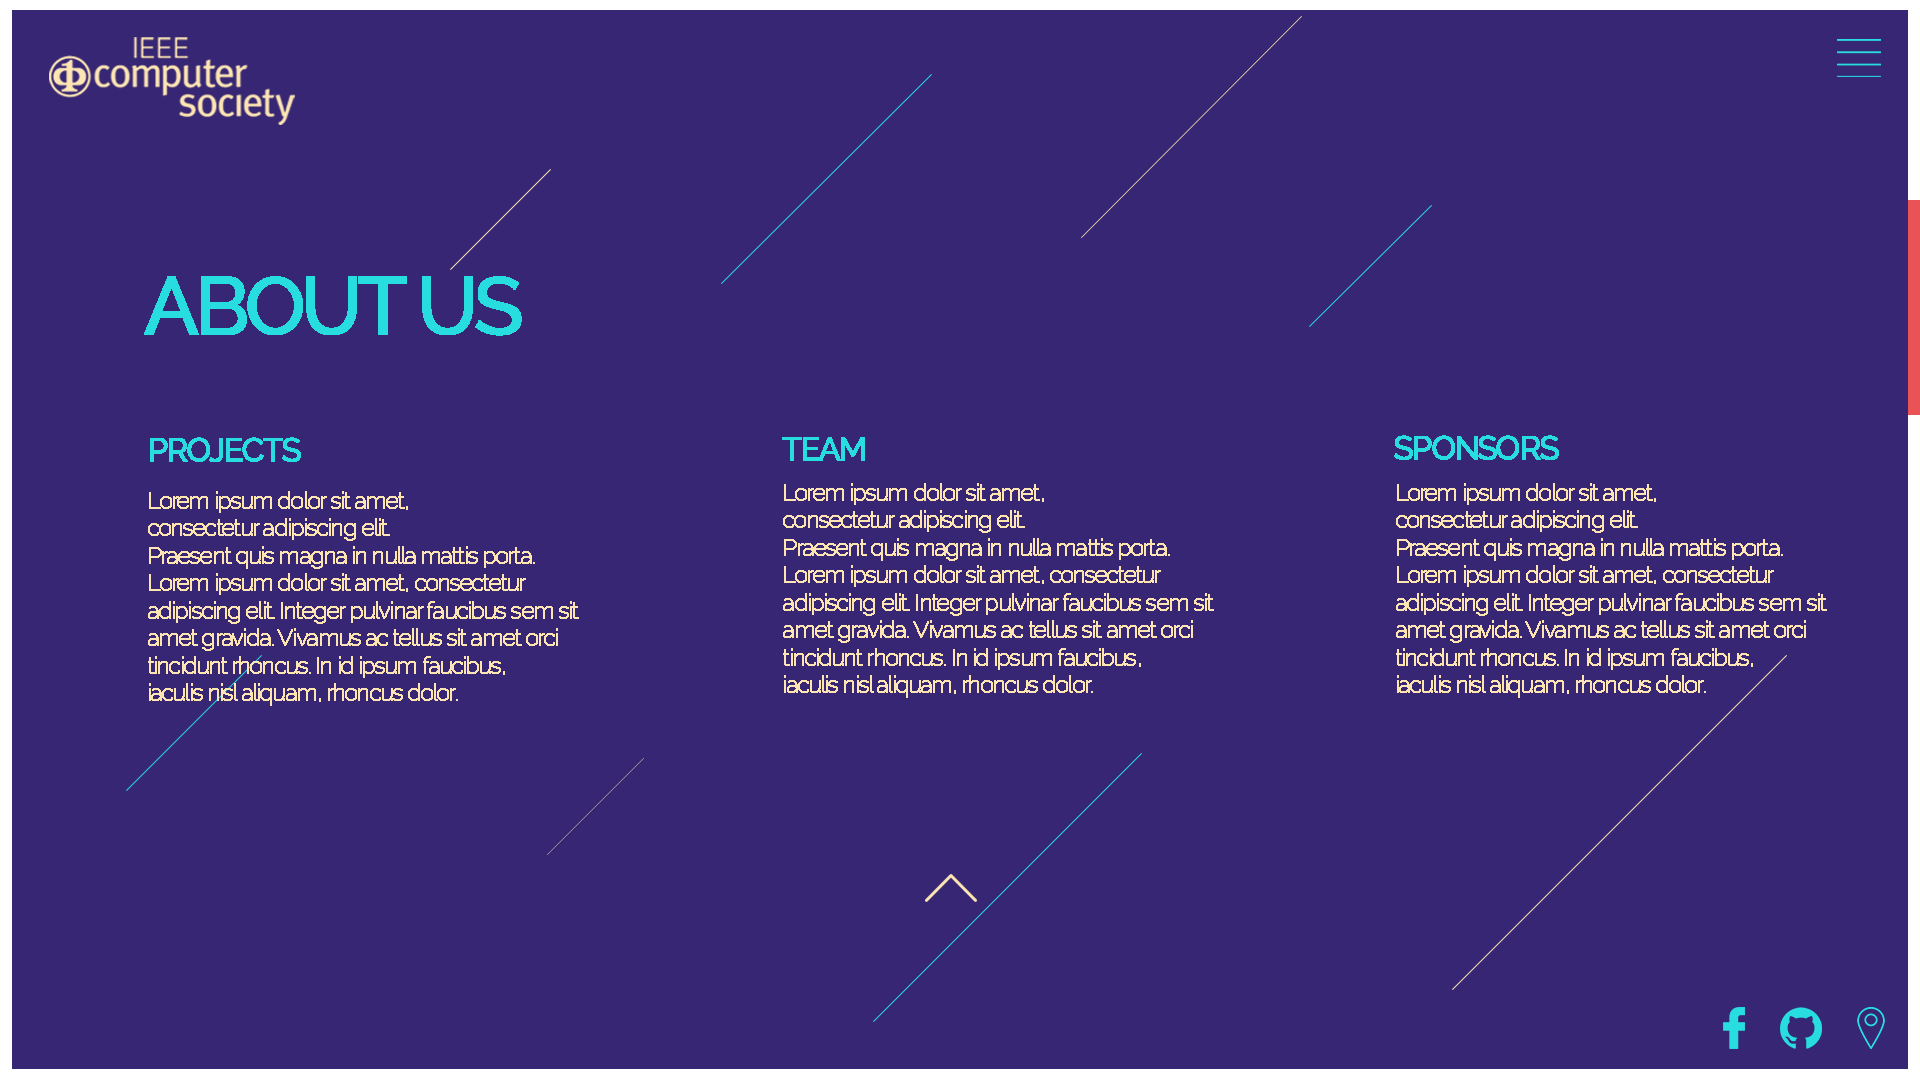 IEEE
computer
society
ABOUT US
PROJECTS
Lorem ipsum dolor sit amet,
consectetur adipiscing elit.
Praesent quis magna in nulla mattis porta.
Lorem ipsum dolor sit amet, consectetur
adipiscing elit. Integer pulvinar faucibus sem sit
amet gravida. Vivamus ac tellus sit amet orci
tincidunt rhoncus. In id ipsum faucibus,
iaculis nisl aliquam, rhoncus dolor.
TEAM
Lorem ipsum dolor sit amet,
consectetur adipiscing elit.
Praesent quis magna in nulla mattis porta.
Lorem ipsum dolor sit amet, consectetur
adipiscing elit. Integer pulvinar faucibus sem sit
amet gravida. Vivamus ac tellus sit amet orci
tincidunt rhoncus. In id ipsum faucibus,
iaculis nisl aliquam, rhoncus dolor.
SPONSORS
Lorem ipsum dolor sit amet,
consectetur adipiscing elit.
Praesent quis magna in nulla mattis porta.
Lorem ipsum dolor sit amet, consectetur
adipiscing elit. Integer pulvinar faucibus sem sit
amet gravida. Vivamus ac tellus sit amet orci
tincidunt rhoncus. In id ipsum faucibus,
iaculis nisl aliquam, rhoncus dolor.